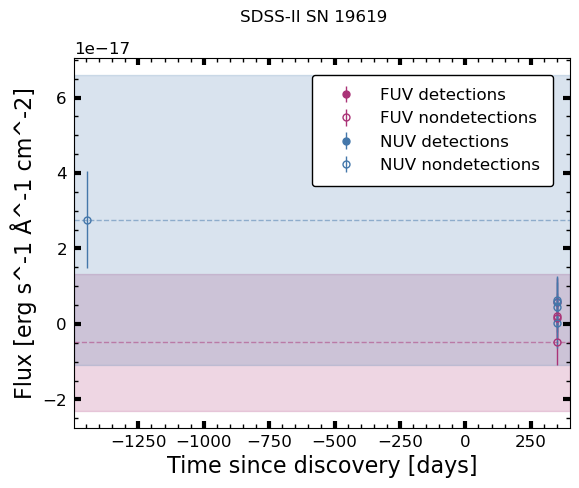 SDSS-II SN 19619
1e−17
FUV detections
FUV nondetections
NUV detections
NUV nondetections
6
4
2
0
−2
Flux [erg s^-1 Å^-1 cm^-2]
−1250 −1000 −750 −500 −250 0 250
Time since discovery [days]